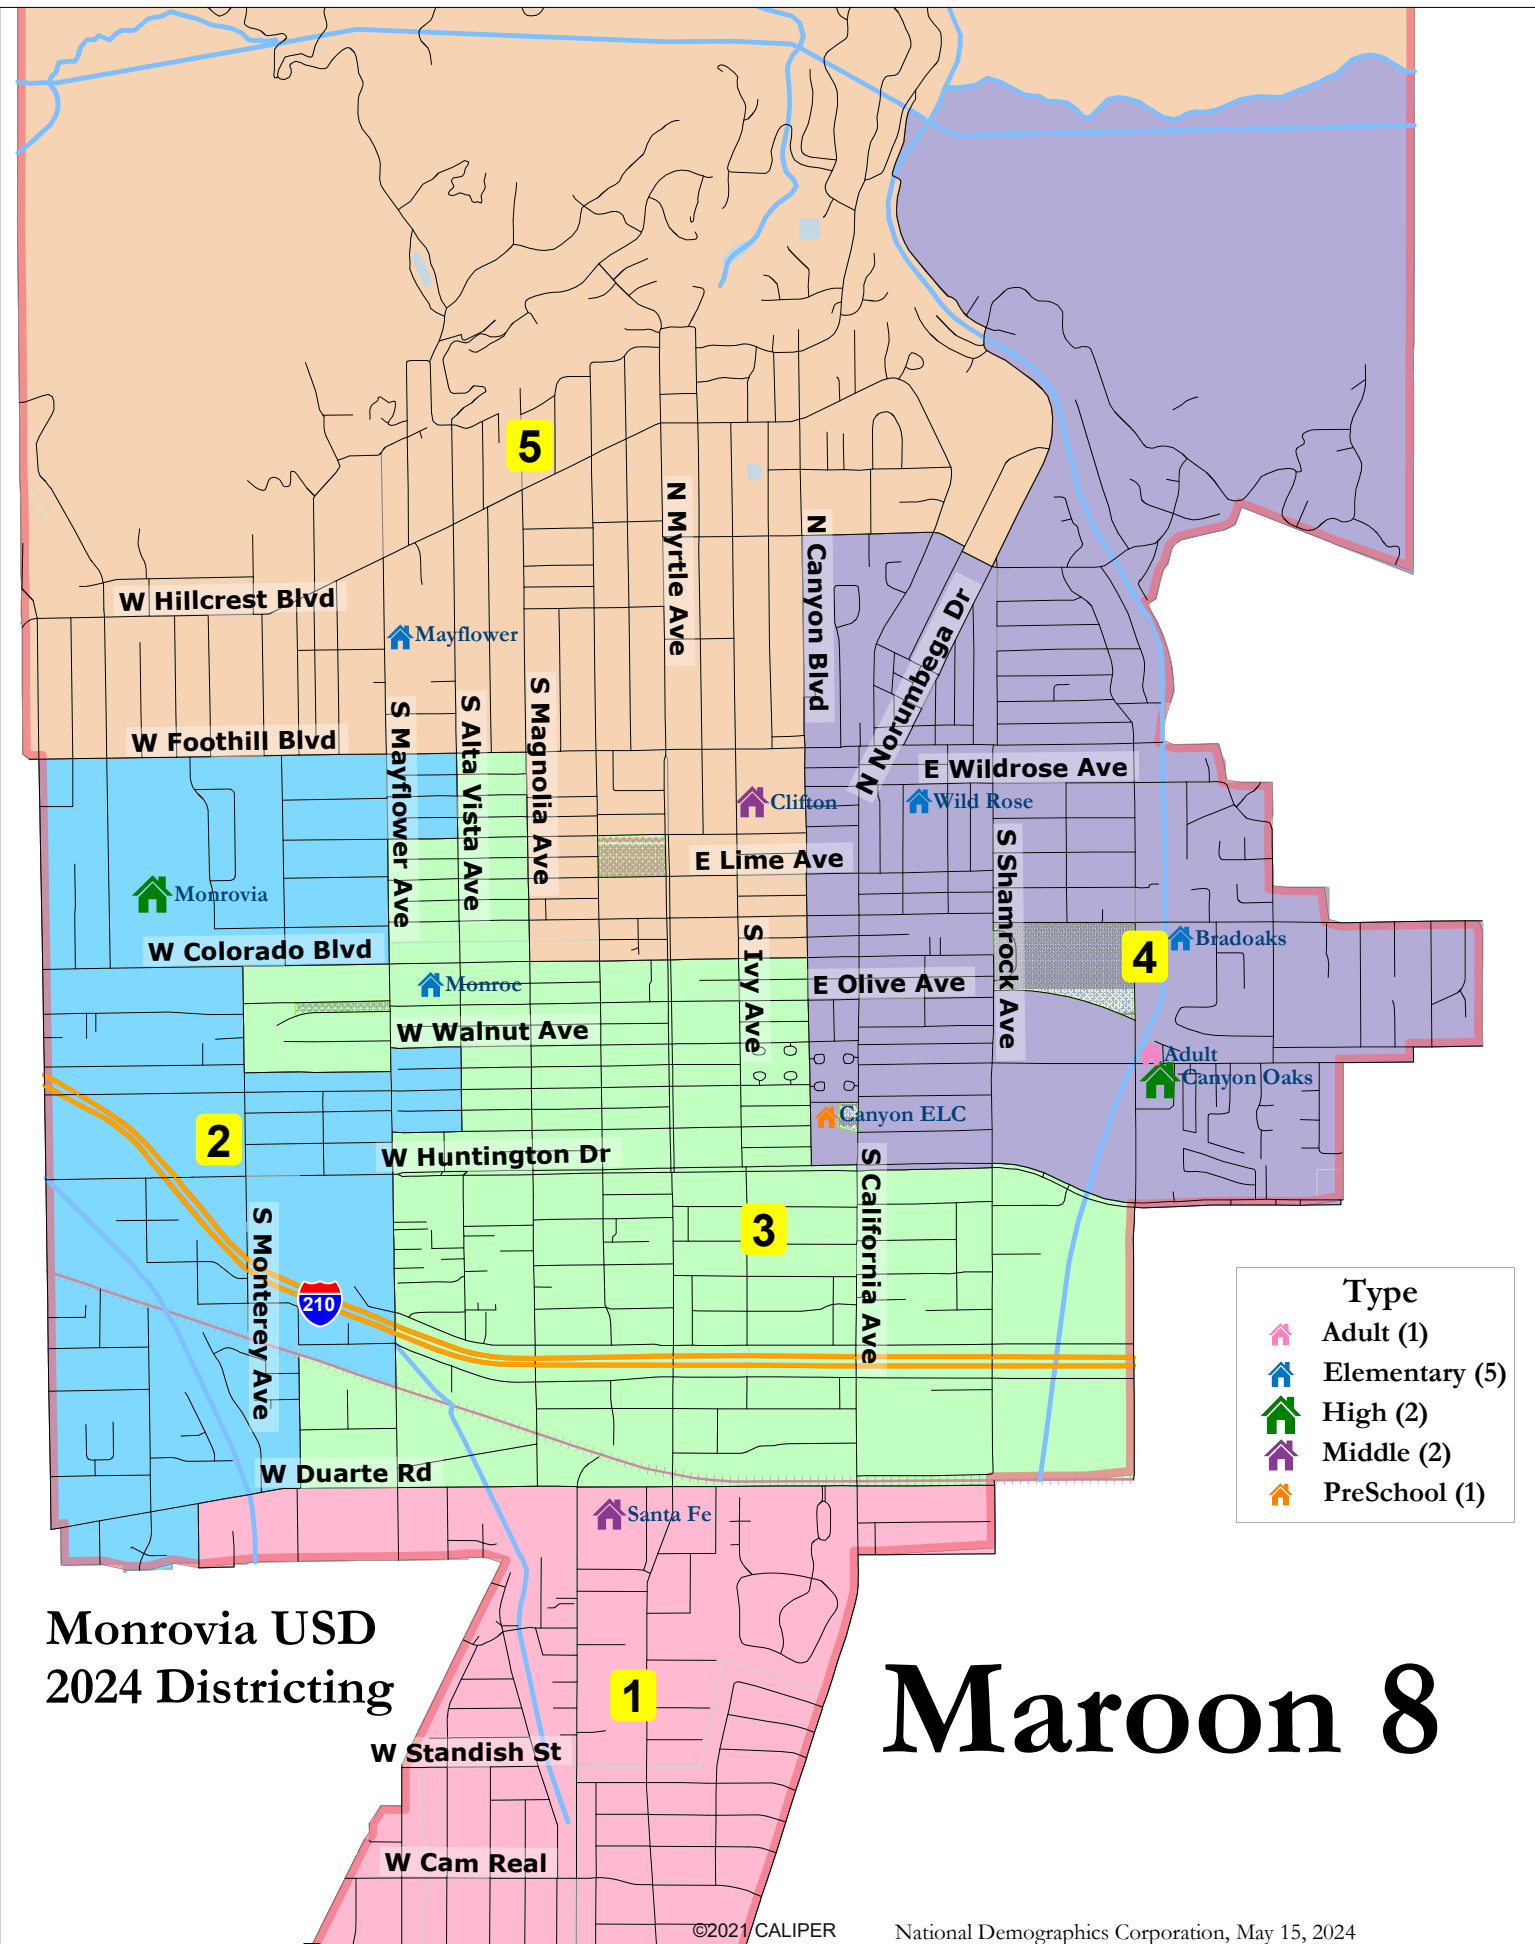 5
N Myrtle Ave
N Canyon Blvd
W Hillcrest Blvd
N Norumbega Dr
Mayflower
S Mayflower Ave
S Alta Vista Ave
S Magnolia Ave
W Foothill Blvd
E Wildrose Ave
Clifton
Wild Rose
S Shamrock Ave
E Lime Ave
Monrovia
W Colorado Blvd
S Ivy Ave
4
Bradoaks
Monroe
E Olive Ave
W Walnut Ave
Adult
Canyon Oaks
Canyon ELC
2
W Huntington Dr
S California Ave
3
S Monterey Ave
210
Type
Adult (1)
Elementary (5)
High (2)
Middle (2)
PreSchool (1)
W Duarte Rd
Santa Fe
Monrovia USD
2024 Districting
1
Maroon 8
W Standish St
W Cam Real
©2021 CALIPER
National Demographics Corporation, May 15, 2024